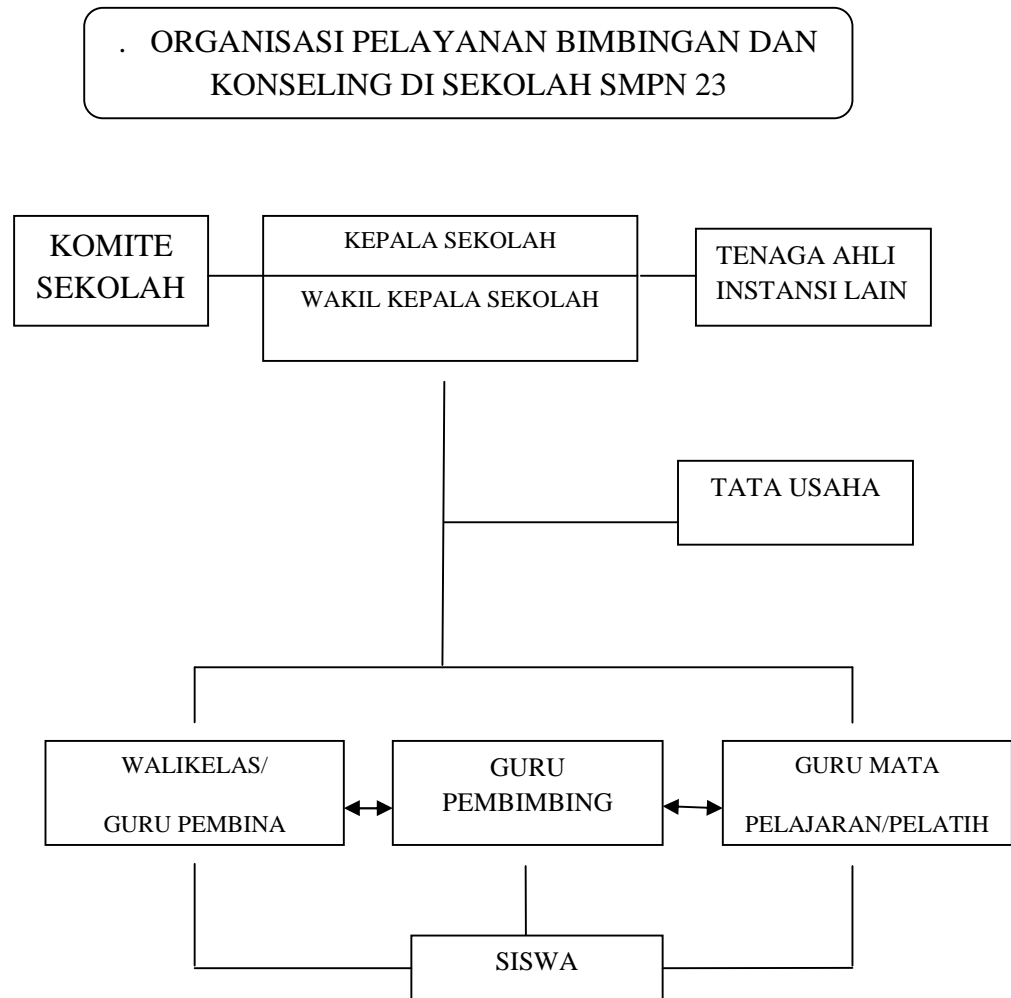 . ORGANISASI PELAYANAN BIMBINGAN DAN
KONSELING DI SEKOLAH SMPN 23
KOMITE
SEKOLAH
KEPALA SEKOLAH
WAKIL KEPALA SEKOLAH
TENAGA AHLI
INSTANSI LAIN
TATA USAHA
WALIKELAS/
GURU PEMBINA
GURU
PEMBIMBING
GURU MATA
PELAJARAN/PELATIH
SISWA